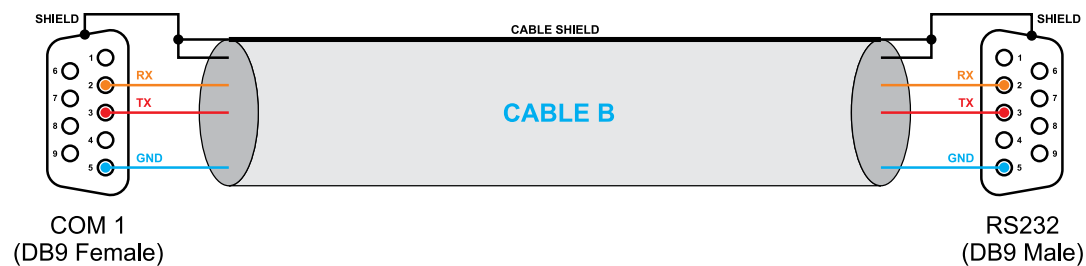 SHIELD
CABLE SHIELD
SHIELD
1
6
2
RX
7
3
TX
8
4
9
5
GND
CABLE B
1
RX
2
6
TX
3
7
4
8
GND
5
9
COM 1
(DB9 Female)
RS232
(DB9 Male)